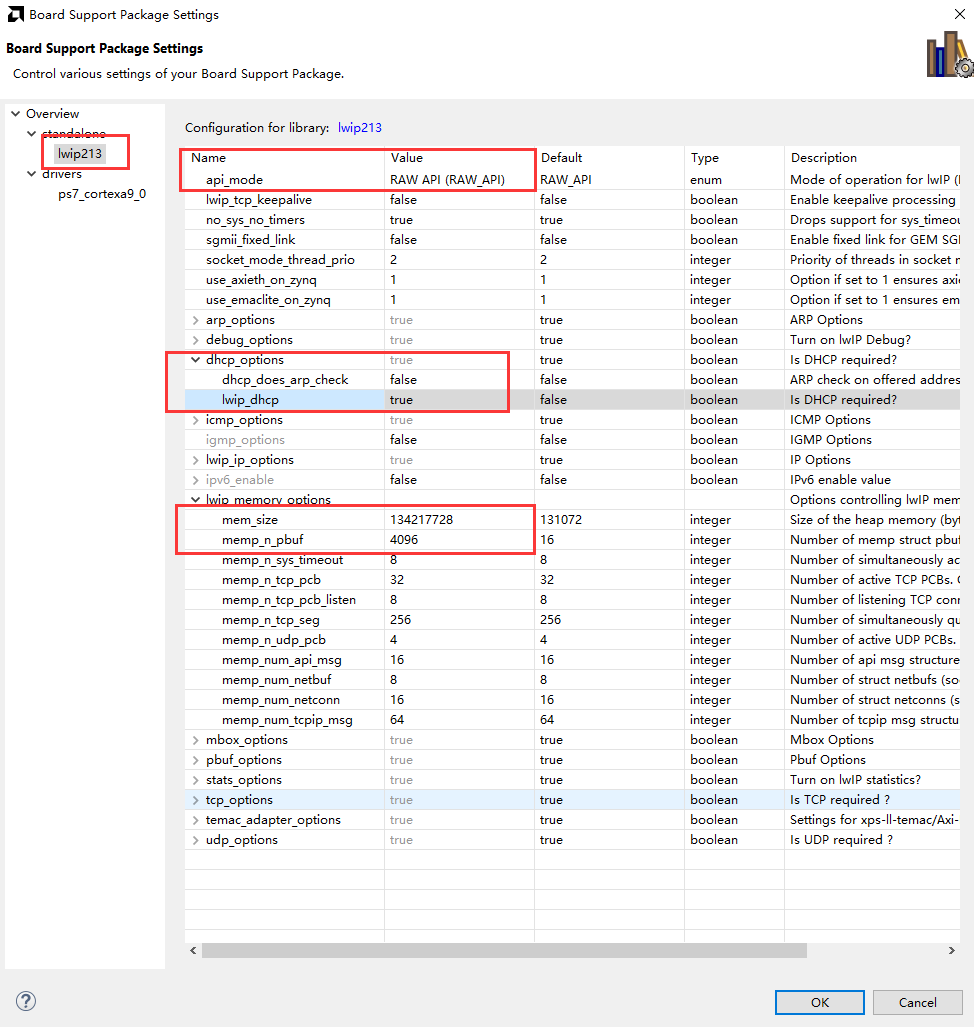 Board Support Package Settings
Board Support Package Settings
Control various settings of your Board Support Package.
Overview
standalone
lwip213
drivers
ps7_cortexa9_0
Configuration for library: lwip213
Name Value Default Type Description
api_mode RAW API (RAW_API) RAW_API enum Mode of operation for lwIP (
lwip_tcp_keepalive false false boolean Enable keepalive processing
no_sys_no_timers true true boolean Drops support for sys_timeou
sgmii_fixed_link false false boolean Enable fixed link for GEM SG
socket_mode_thread_prio 2 2 integer Priority of threads in socket
use_axieth_on_zynq 1 1 integer Option if set to 1 ensures axie
use_emaclite_on_zynq 1 1 integer Option if set to 1 ensures em
arp_options true true boolean ARP Options
debug_options true true boolean Turn on lwIP Debug?
dhcp_options true true boolean Is DHCP required?
dhcp_does_arp_check false false boolean ARP check on offered addres
lwip_dhcp true false boolean Is DHCP required?
icmp_options true true boolean ICMP Options
igmp_options false false boolean IGMP Options
lwip_ip_options true true boolean IP Options
ipv6_enable false false boolean IPv6 enable value
lwip_memory_options Options controlling lwIP mem
mem_size 134217728 131072 integer Size of the heap memory (byt
memp_n_pbuf 4096 16 integer Number of memp struct pbuf
memp_n_sys_timeout 8 8 integer Number of simultaneously ac
memp_n_tcp_pcb 32 32 integer Number of active TCP PCBs.
memp_n_tcp_pcb_listen 8 8 integer Number of listening TCP conn
memp_n_tcp_seg 256 256 integer Number of simultaneously qu
memp_n_udp_pcb 4 4 integer Number of active UDP PCBs.
memp_num_api_msg 16 16 integer Number of api msg structure
memp_num_netbuf 8 8 integer Number of struct netbufs (so
memp_num_netconn 16 16 integer Number of struct netconns (s
memp_num_tcpip_msg 64 64 integer Number of tcpip msg structu
mbox_options true true boolean Mbox Options
pbuf_options true true boolean Pbuf Options
stats_options true true boolean Turn on lwIP statistics?
tcp_options true true boolean Is TCP required ?
temac_adapter_options true true boolean Settings for xps-ll-temac/Axi-
udp_options true true boolean Is UDP required ?
OK Cancel